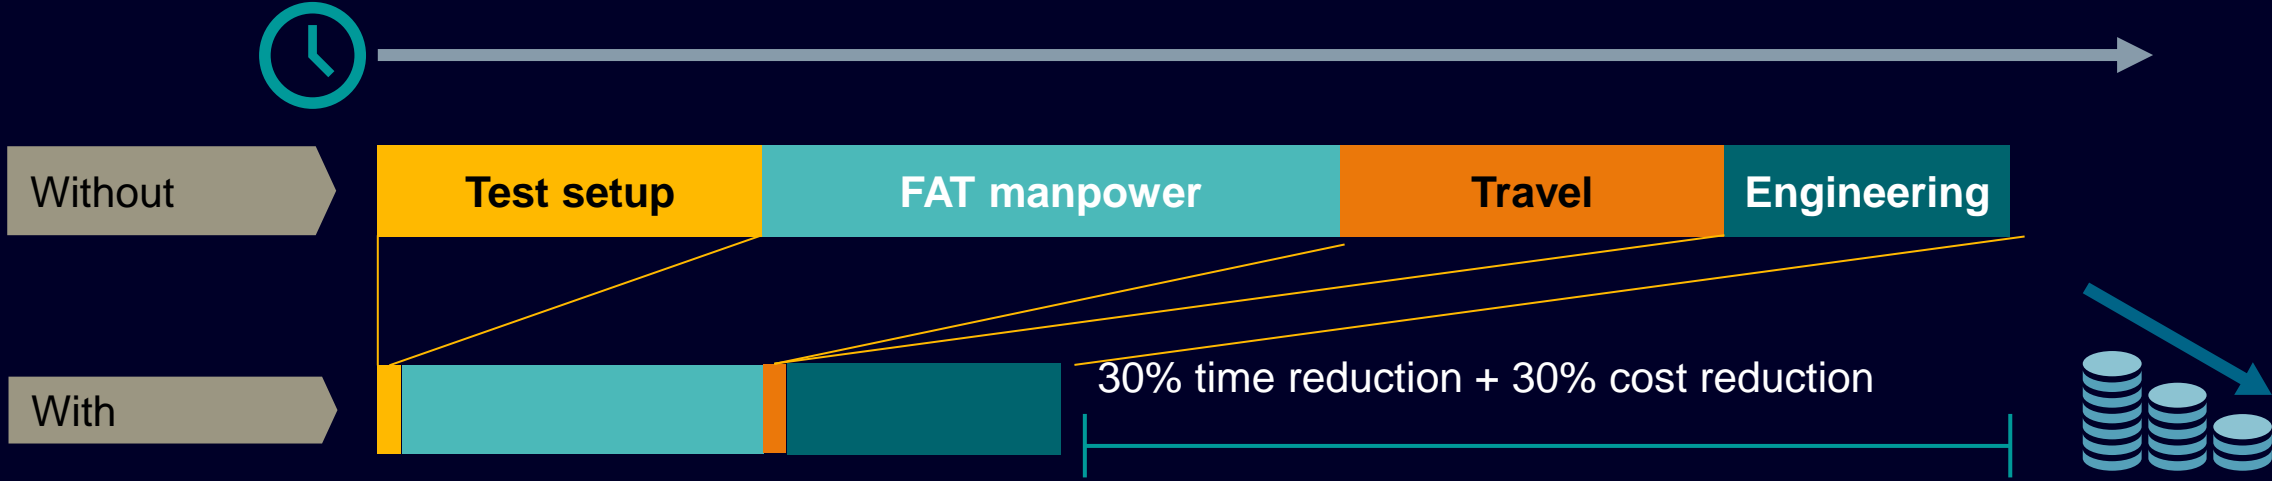 Without
Test setup
FAT manpower
Travel
Engineering
With
30% time reduction + 30% cost reduction